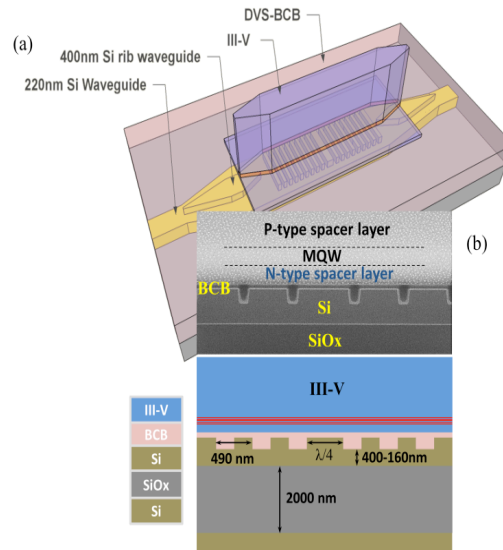 (a)
DVS-BCB
III-V
400nm Si rib waveguide
220nm Si Waveguide
(b)
P-type spacer layer
MQW
N-type spacer layer
BCB
Si
SiOx
III-V
III-V
BCB
Si
SiOx
Si
490 nm
λ/4
400-160nm
2000 nm